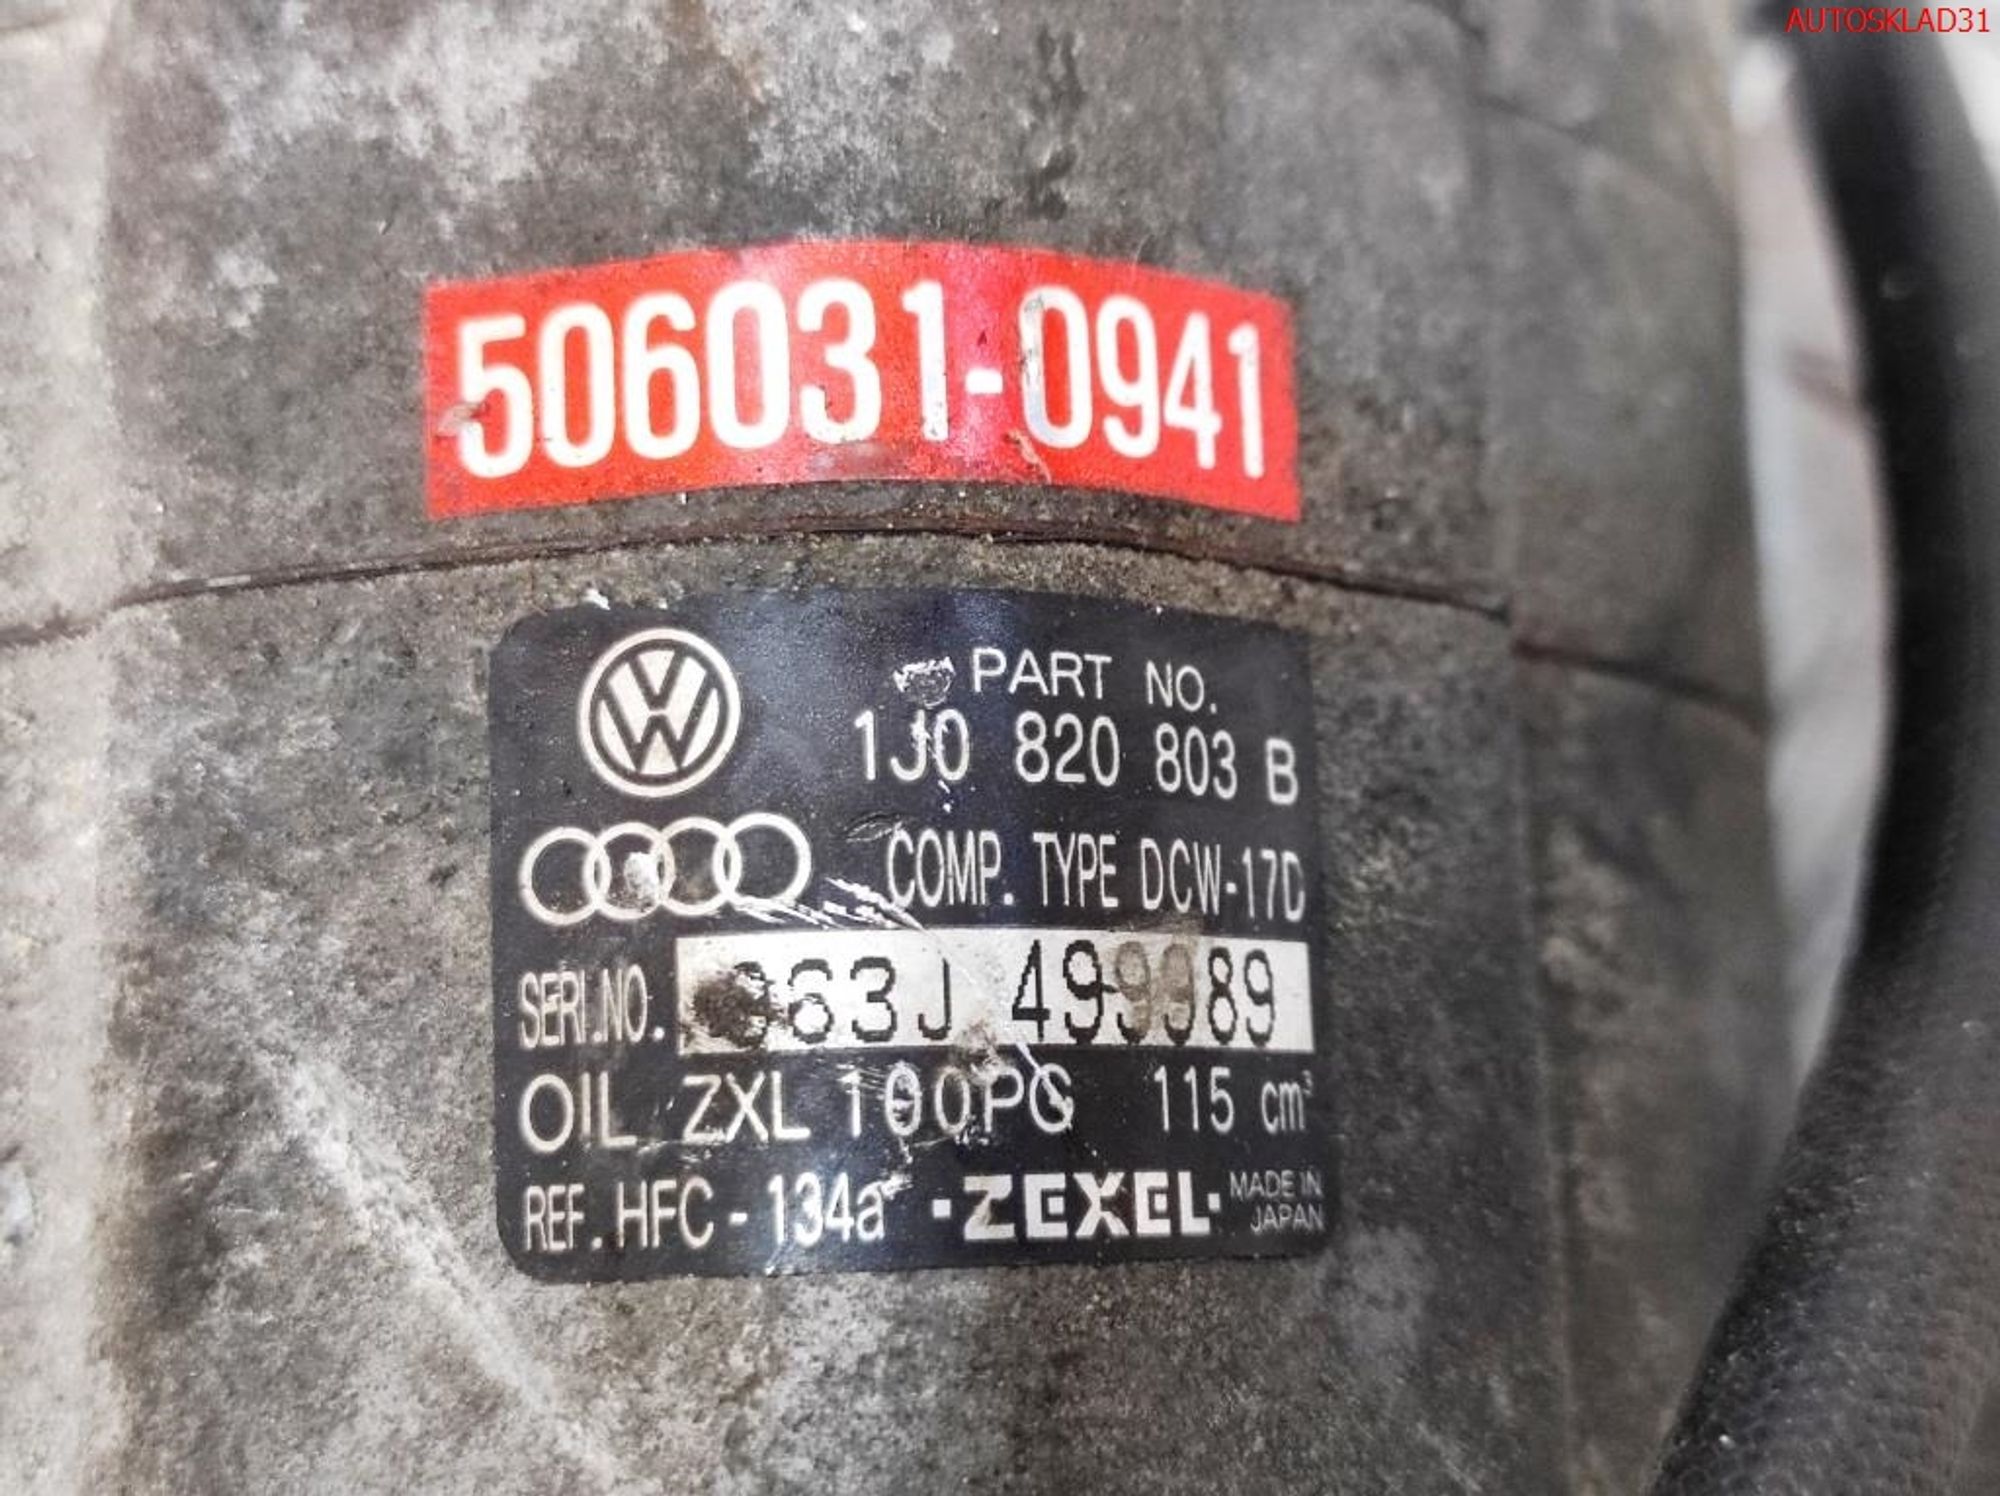 AUTOSKLAD31
506031-0941
PART NO.
1J0 820 803 B
COMP. TYPE DCW-17D
SERI.NO. 499989
OIL ZXL 100PG 115 cm³
REF. HFC-134a ·ZEXEL· MADE IN
JAPAN